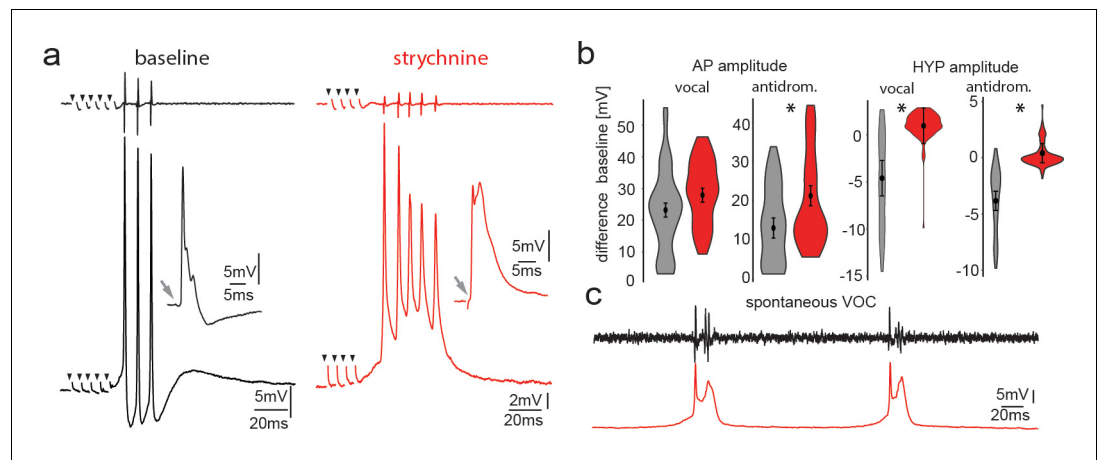 a
baseline
strychnine
5mV
5ms
5mV
5ms
5mV
20ms
2mV
20ms
b
AP amplitude
HYP amplitude
vocal
antidrom.
vocal
antidrom.
*
*
*
difference baseline [mV]
50
40
30
20
10
0
40
30
20
10
0
0
-5
-10
-15
5
0
-5
-10
c
spontaneous VOC
5mV
20ms